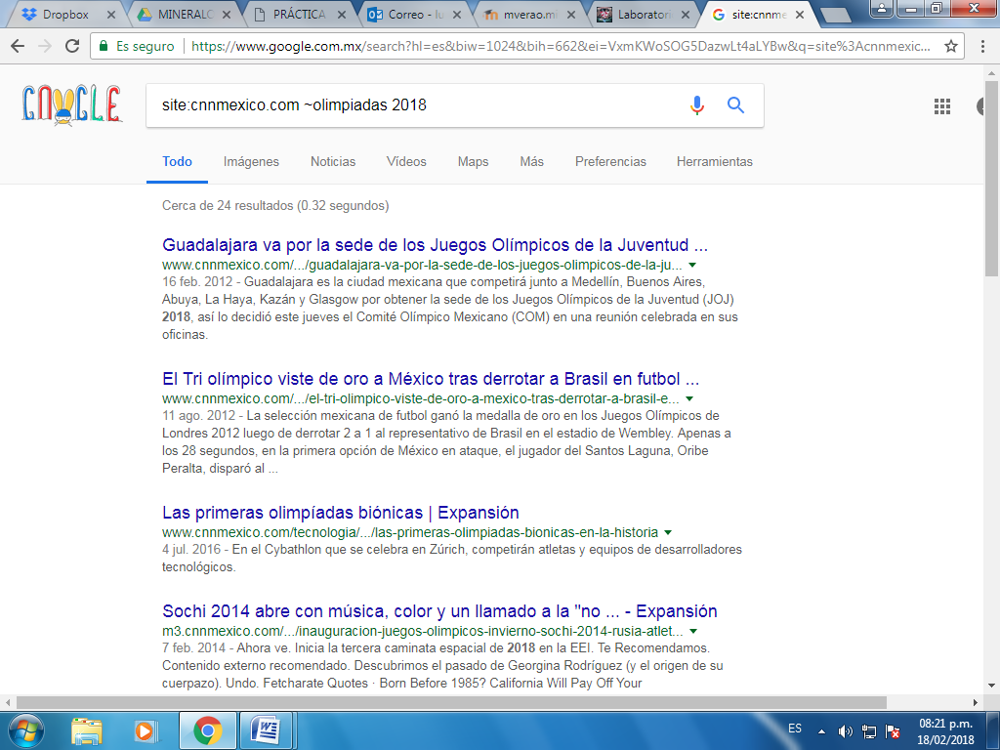 Dropbox
MINERALC
PRÁCTICA
Correo - lu
mverao.mi
Laboratori
site:cnnme
Es seguro
https://www.google.com.mx/search?hl=es&biw=1024&bih=662&ei=VxmKWoSOG5DazwLt4aLYBw&q=site%3Acnnmexic...
site:cnnmexico.com ~olimpiadas 2018
Todo Imágenes Noticias Vídeos Maps Más Preferencias Herramientas
Cerca de 24 resultados (0.32 segundos)
Guadalajara va por la sede de los Juegos Olímpicos de la Juventud ...
www.cnnmexico.com/.../guadalajara-va-por-la-sede-de-los-juegos-olimpicos-de-la-ju...
16 feb. 2012 - Guadalajara es la ciudad mexicana que competirá junto a Medellín, Buenos Aires,
Abuya, La Haya, Kazán y Glasgow por obtener la sede de los Juegos Olímpicos de la Juventud (JOJ)
2018, así lo decidió este jueves el Comité Olímpico Mexicano (COM) en una reunión celebrada en sus
oficinas.
El Tri olímpico viste de oro a México tras derrotar a Brasil en futbol ...
www.cnnmexico.com/.../el-tri-olimpico-viste-de-oro-a-mexico-tras-derrotar-a-brasil-e...
11 ago. 2012 - La selección mexicana de futbol ganó la medalla de oro en los Juegos Olímpicos de
Londres 2012 luego de derrotar 2 a 1 al representativo de Brasil en el estadio de Wembley. Apenas a
los 28 segundos, en la primera opción de México en ataque, el jugador del Santos Laguna, Oribe
Peralta, disparó al ...
Las primeras olimpíadas biónicas | Expansión
www.cnnmexico.com/tecnologia/.../las-primeras-olimpiadas-bionicas-en-la-historia
4 jul. 2016 - En el Cybathlon que se celebra en Zúrich, competirán atletas y equipos de desarrolladores
tecnológicos.
Sochi 2014 abre con música, color y un llamado a la "no ... - Expansión
m3.cnnmexico.com/.../inauguracion-juegos-olimpicos-invierno-sochi-2014-rusia-atlet...
7 feb. 2014 - Ahora ve. Inicia la tercera caminata espacial de 2018 en la EEI. Te Recomendamos.
Contenido externo recomendado. Descubrimos el pasado de Georgina Rodríguez (y el origen de su
cuerpazo). Undo. Fetcharate Quotes · Born Before 1985? California Will Pay Off Your
ES
08:21 p.m.
18/02/2018